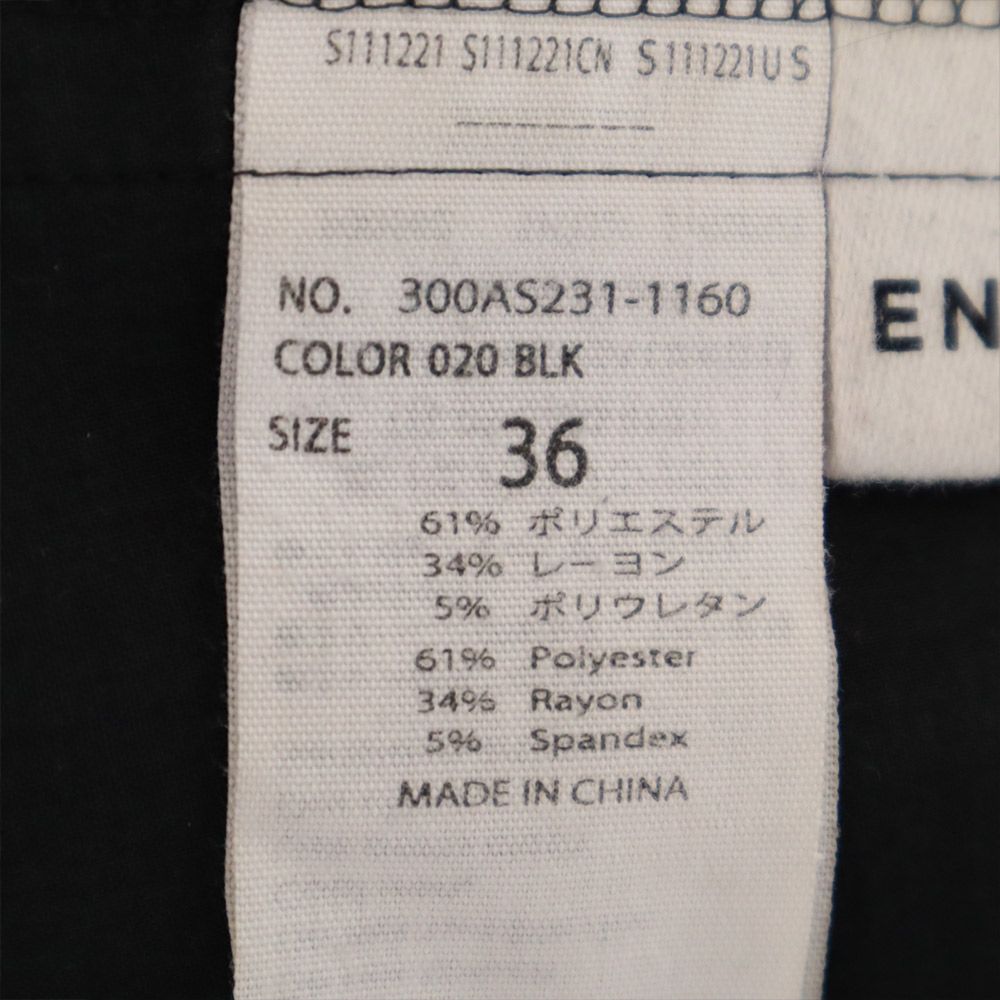 S111221 S111221CN S111221US
NO. 300AS231-1160
COLOR 020 BLK
EN
SIZE 36
61% ポリエステル
34% レーヨン
5% ポリウレタン
61% Polyester
34% Rayon
5% Spandex
MADE IN CHINA